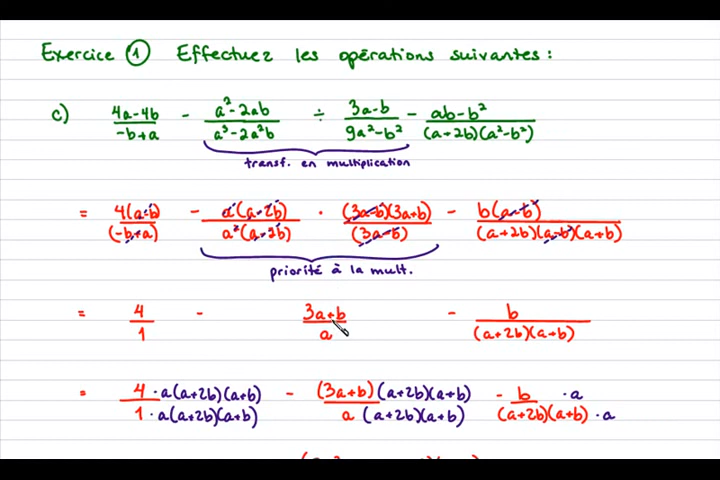 Exercice ① Effectuez les opérations suivantes :
c) (4a-4b)/(-b+a) - (a²-2ab)/(a³-2a²b) ÷ (3a-b)/(9a²-b²) - (ab-b²)/((a+2b)(a²-b²))
transf. en multiplication
= 4(a-b)/(-b+a) - a(a-2b)/(a²(a-2b)) · (3a-b)(3a+b)/(3a-b) - b(a-b)/((a+2b)(a-b)(a+b))
priorité à la mult.
= 4/1 - (3a+b)/a - b/((a+2b)(a+b))
= (4 · a(a+2b)(a+b))/(1 · a(a+2b)(a+b)) - ((3a+b)(a+2b)(a+b))/(a(a+2b)(a+b)) - (b · a)/((a+2b)(a+b) · a)